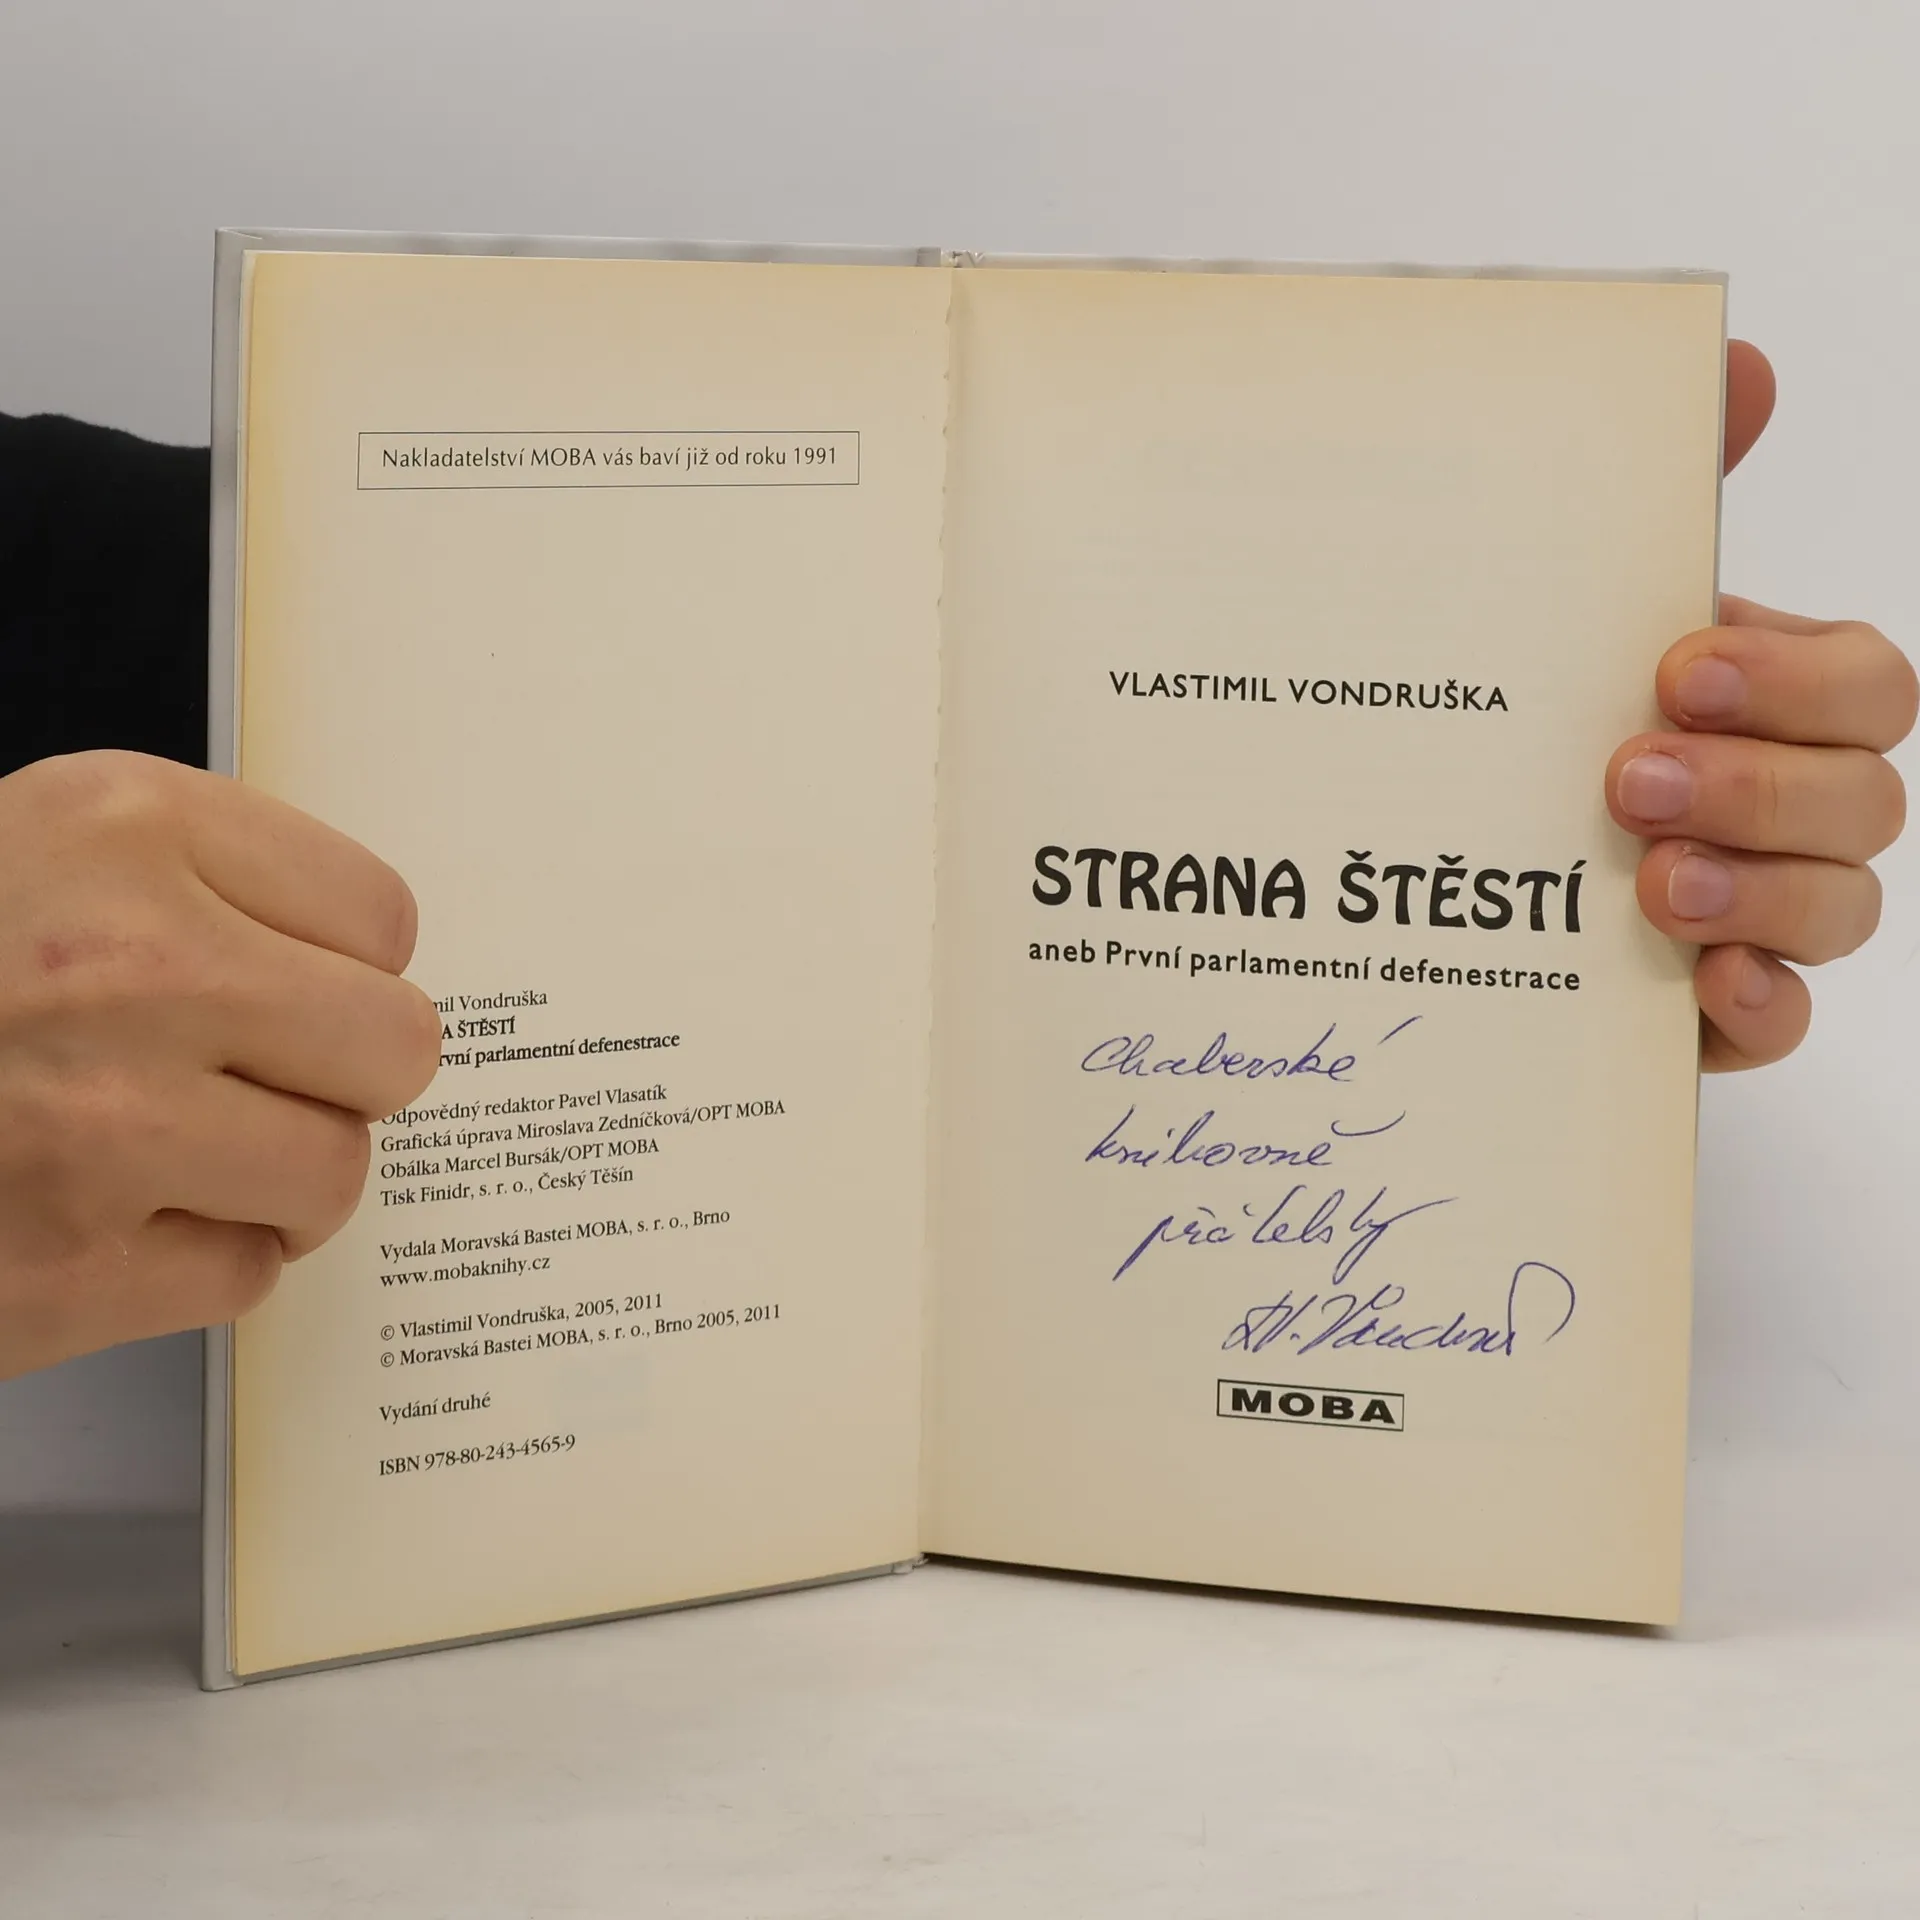 Nakladatelství MOBA vás baví již od roku 1991
mil Vondruška
A ŠTĚSTÍ
rvní parlamentní defenestrace
Odpovědný redaktor Pavel Vlasatík
Grafická úprava Miroslava Zedníčková/OPT MOBA
Obálka Marcel Bursák/OPT MOBA
Tisk Finidr, s. r. o., Český Těšín
Vydala Moravská Bastei MOBA, s. r. o., Brno
www.mobaknihy.cz
© Vlastimil Vondruška, 2005, 2011
© Moravská Bastei MOBA, s. r. o., Brno 2005, 2011
Vydání druhé
ISBN 978-80-243-4565-9
VLASTIMIL VONDRUŠKA
STRANA ŠTĚSTÍ
aneb První parlamentní defenestrace
Chaberské
knihovně
přátelsky
MOBA